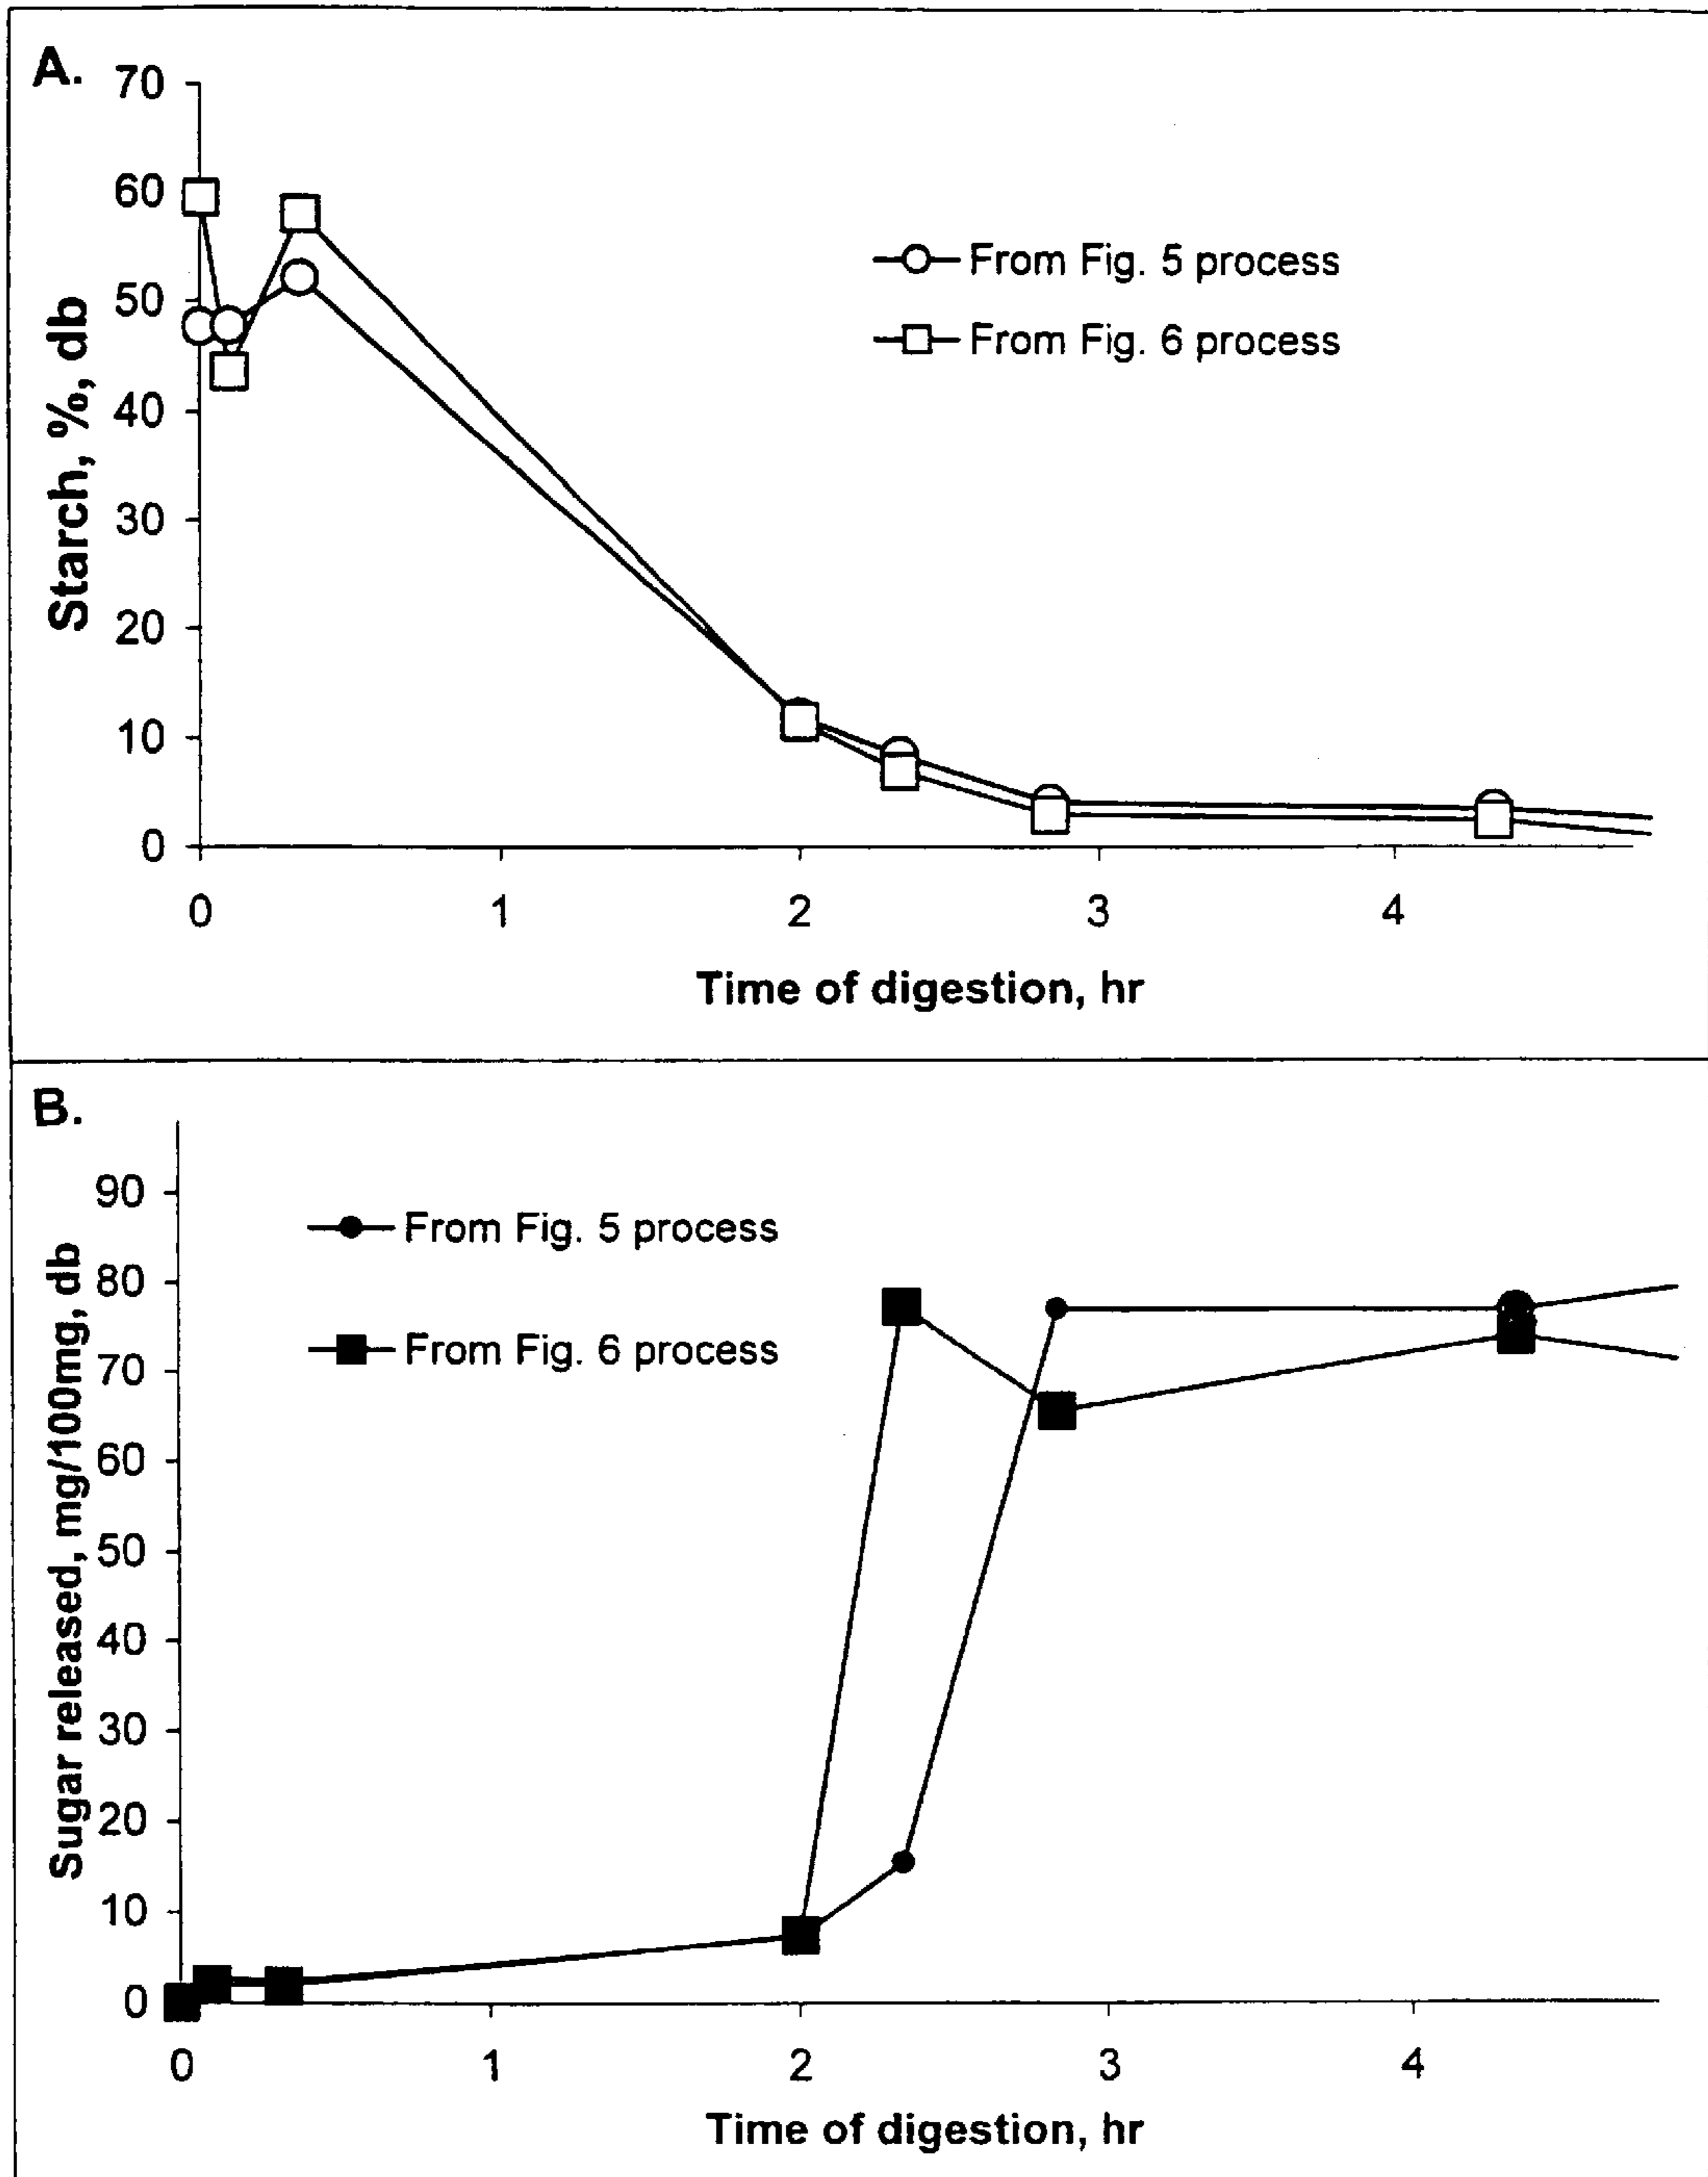 A.
70
60
50
40
30
20
10
0
Starch, %, db
From Fig. 5 process
From Fig. 6 process
0 1 2 3 4
Time of digestion, hr
B.
90
80
70
60
50
40
30
20
10
0
Sugar released, mg/100mg, db
From Fig. 5 process
From Fig. 6 process
0 1 2 3 4
Time of digestion, hr